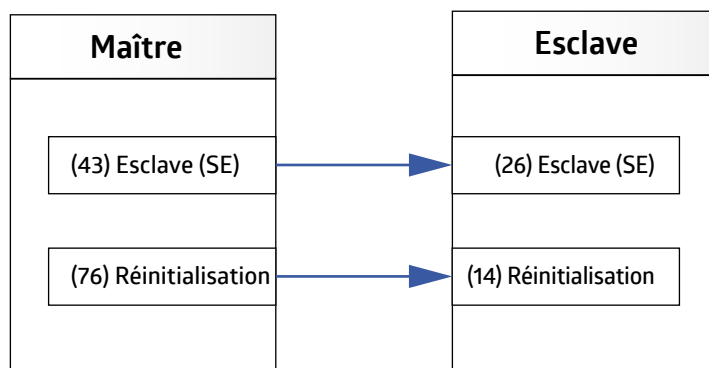 Maître
Esclave
(43) Esclave (SE)
(26) Esclave (SE)
(76) Réinitialisation
(14) Réinitialisation